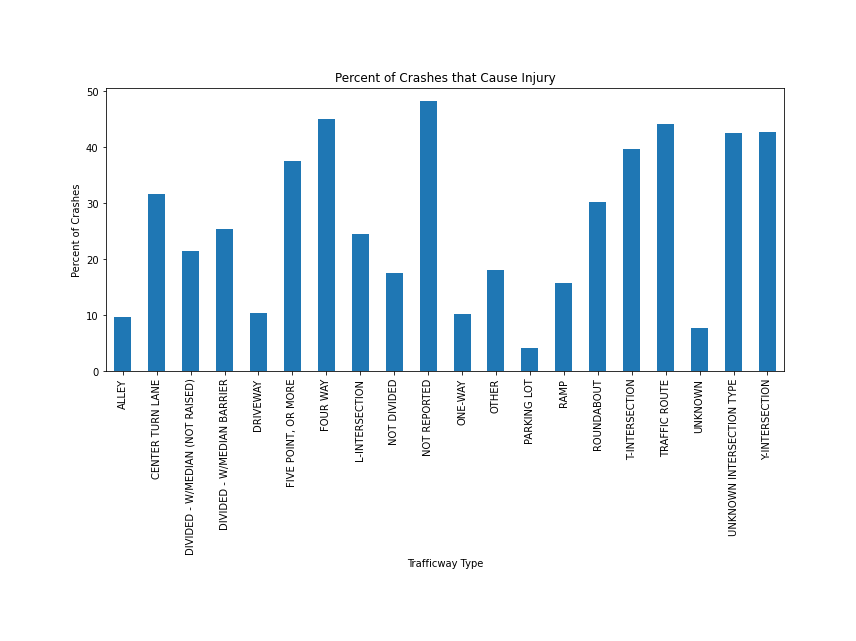 Percent of Crashes that Cause Injury
Percent of Crashes
50
40
30
20
10
0
ALLEY
CENTER TURN LANE
DIVIDED - W/MEDIAN (NOT RAISED)
DIVIDED - W/MEDIAN BARRIER
DRIVEWAY
FIVE POINT, OR MORE
FOUR WAY
L-INTERSECTION
NOT DIVIDED
NOT REPORTED
ONE-WAY
OTHER
PARKING LOT
RAMP
ROUNDABOUT
T-INTERSECTION
TRAFFIC ROUTE
UNKNOWN
UNKNOWN INTERSECTION TYPE
Y-INTERSECTION
Trafficway Type